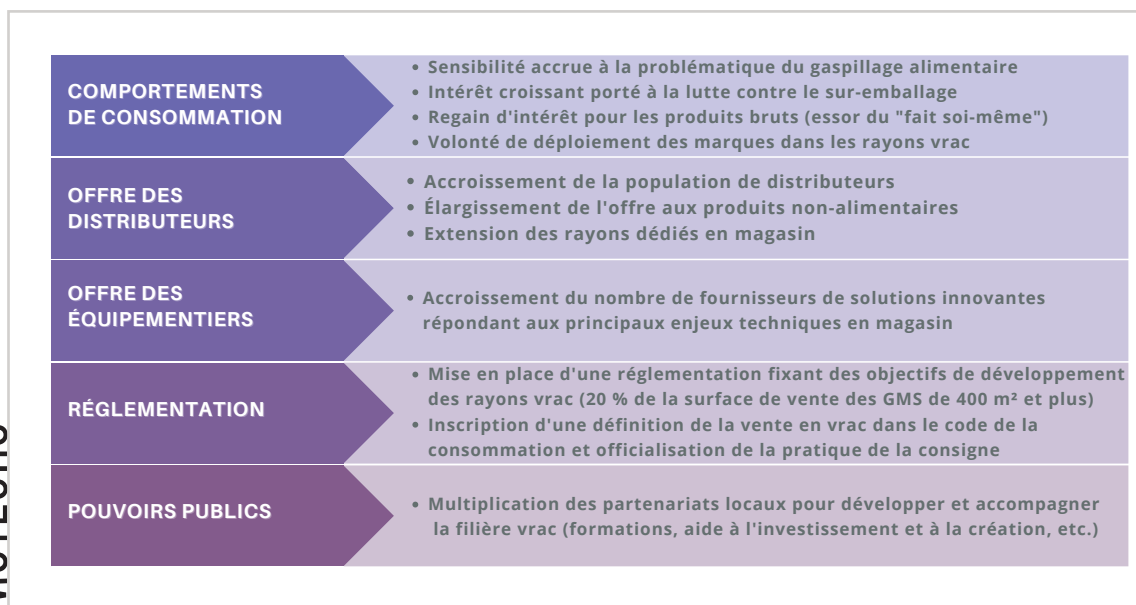 COMPORTEMENTS
DE CONSOMMATION
• Sensibilité accrue à la problématique du gaspillage alimentaire
• Intérêt croissant porté à la lutte contre le sur-emballage
• Regain d'intérêt pour les produits bruts (essor du "fait soi-même")
• Volonté de déploiement des marques dans les rayons vrac
OFFRE DES
DISTRIBUTEURS
• Accroissement de la population de distributeurs
• Élargissement de l'offre aux produits non-alimentaires
• Extension des rayons dédiés en magasin
OFFRE DES
ÉQUIPEMENTIERS
• Accroissement du nombre de fournisseurs de solutions innovantes
répondant aux principaux enjeux techniques en magasin
RÉGLEMENTATION
• Mise en place d'une réglementation fixant des objectifs de développement
des rayons vrac (20 % de la surface de vente des GMS de 400 m² et plus)
• Inscription d'une définition de la vente en vrac dans le code de la
consommation et officialisation de la pratique de la consigne
POUVOIRS PUBLICS
• Multiplication des partenariats locaux pour développer et accompagner
la filière vrac (formations, aide à l'investissement et à la création, etc.)